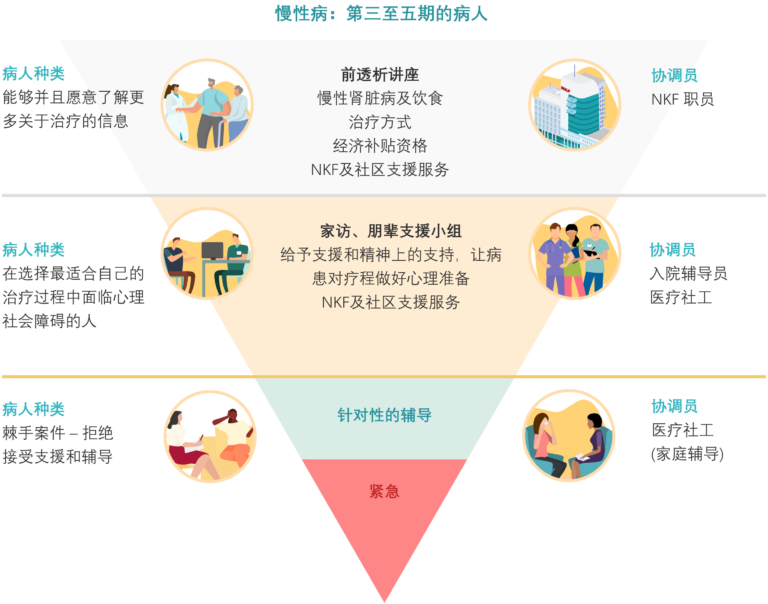 慢性病：第三至五期的病人
病人种类
能够并且愿意了解更
多关于治疗的信息
前透析讲座
慢性肾脏病及饮食
治疗方式
经济补贴资格
NKF及社区支援服务
协调员
NKF 职员
病人种类
在选择最适合自己的
治疗过程中面临心理
社会障碍的人
家访、朋辈支援小组
给予支援和精神上的支持，让病
患对疗程做好心理准备
NKF及社区支援服务
协调员
入院辅导员
医疗社工
病人种类
棘手案件 – 拒绝
接受支援和辅导
针对性的辅导
紧急
协调员
医疗社工
(家庭辅导)